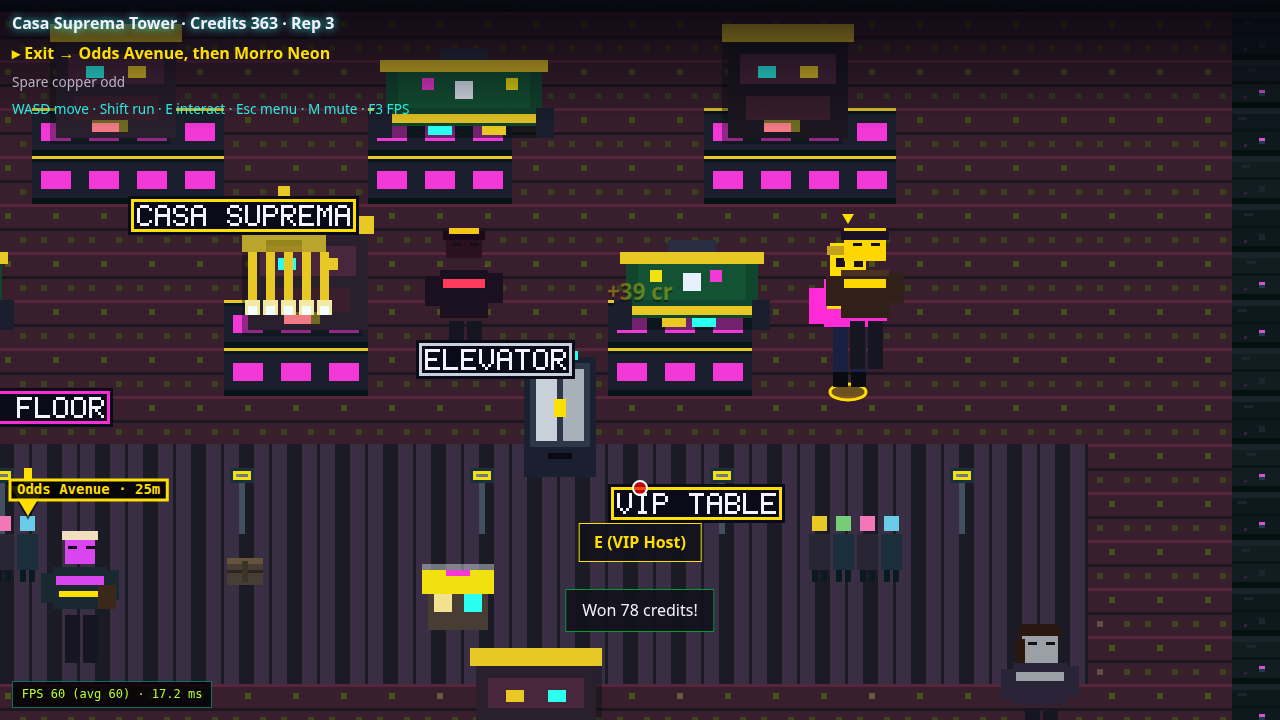 Casa Suprema Tower · Credits 363 · Rep 3
▸ Exit → Odds Avenue, then Morro Neon
Spare copper odd
WASD move · Shift run · E interact · Esc menu · M mute · F3 FPS
CASA SUPREMA
+39 cr
ELEVATOR
FLOOR
Odds Avenue · 25m
VIP TABLE
E (VIP Host)
Won 78 credits!
FPS 60 (avg 60) · 17.2 ms